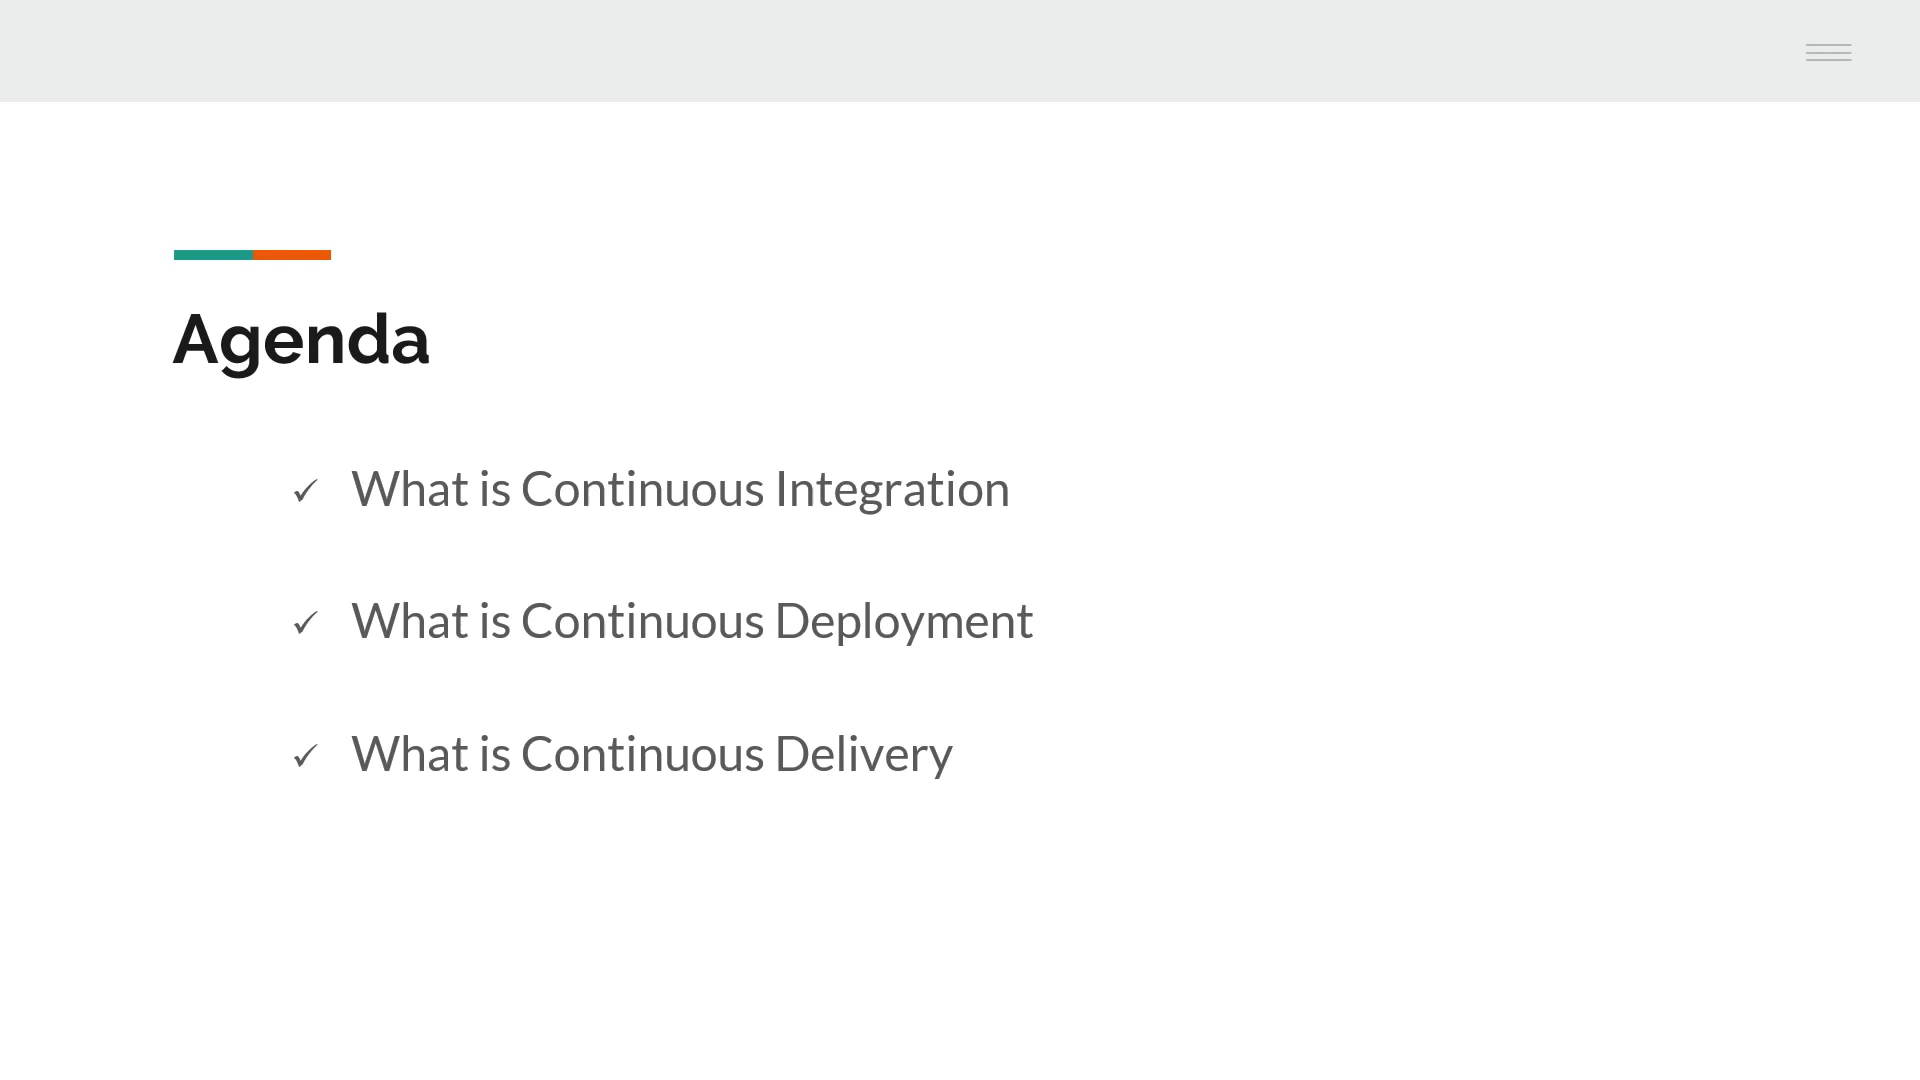 Agenda
✓ What is Continuous Integration
✓ What is Continuous Deployment
✓ What is Continuous Delivery